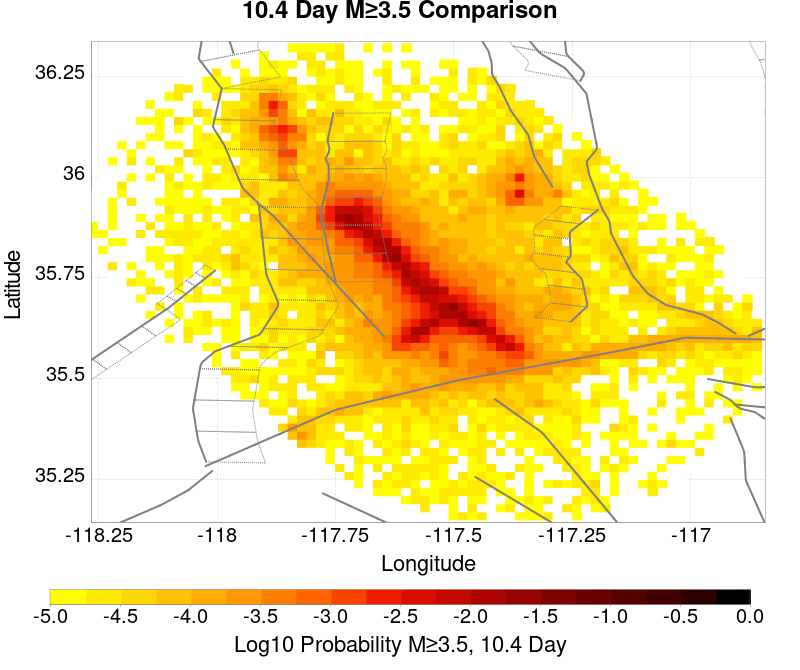 10.4 Day M≥3.5 Comparison
36.25
36
35.75
35.5
35.25
Latitude
-118.25 -118 -117.75 -117.5 -117.25 -117
Longitude
-5.0 -4.5 -4.0 -3.5 -3.0 -2.5 -2.0 -1.5 -1.0 -0.5 0.0
Log10 Probability M≥3.5, 10.4 Day